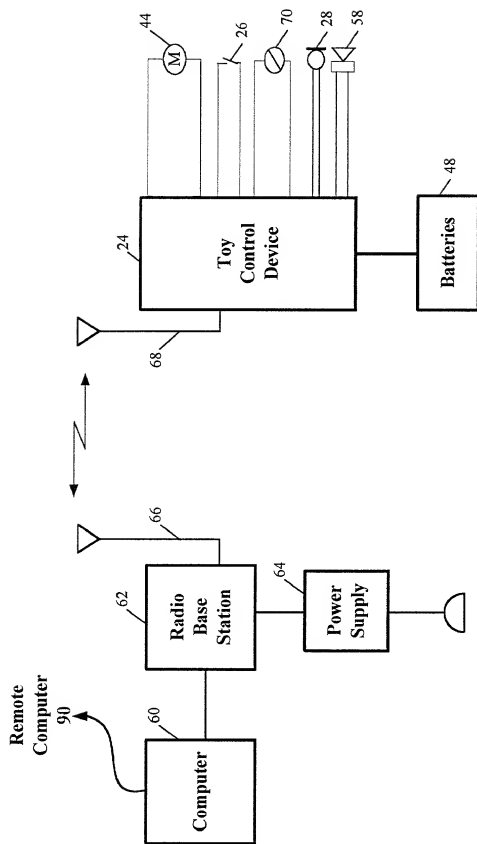 Remote
Computer
90
60
Computer
62
Radio
Base
Station
66
64
Power
Supply
68
24
Toy
Control
Device
48
Batteries
44
M
26
70
28
58